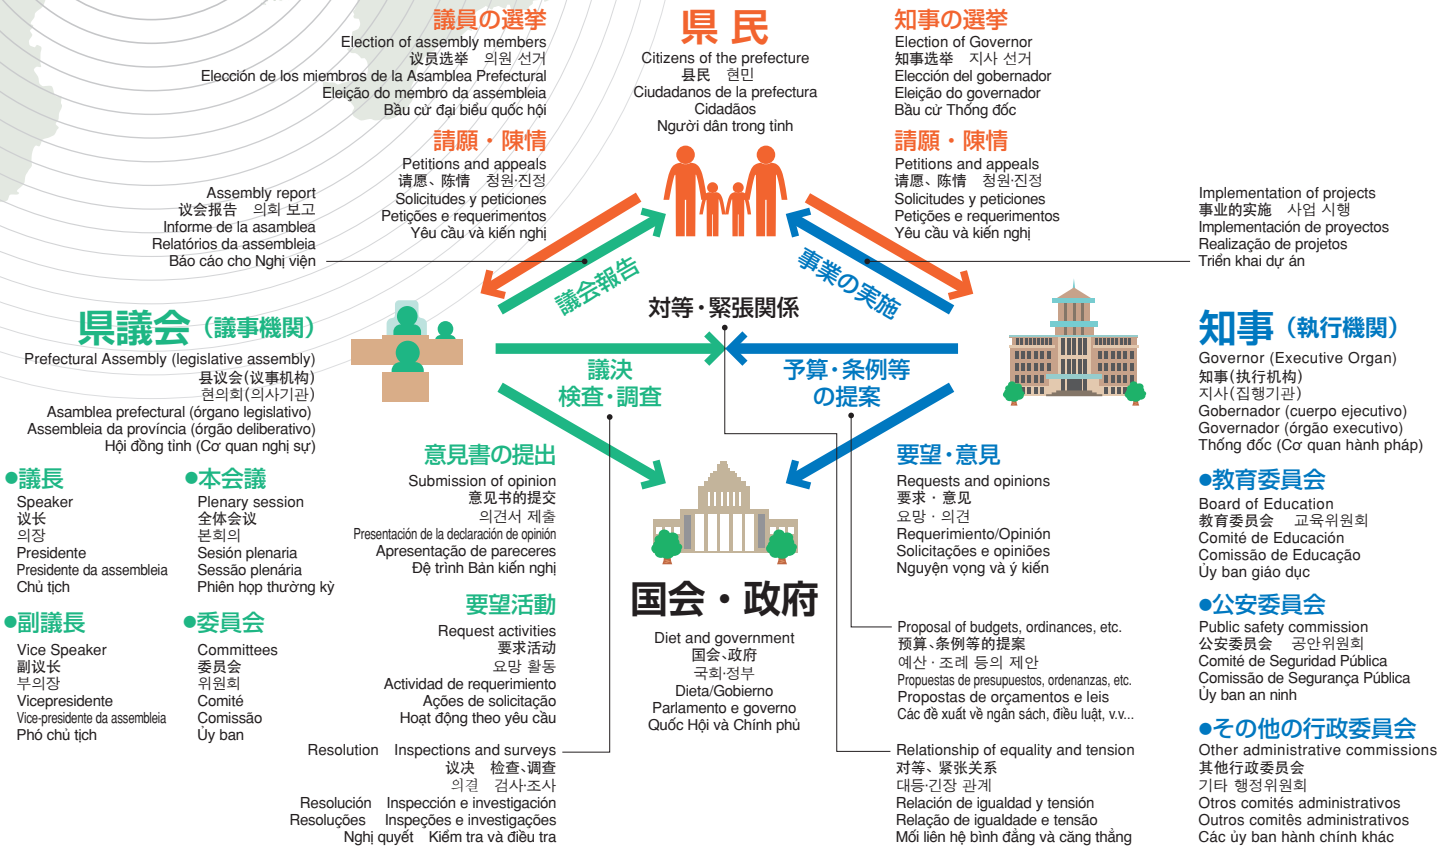 議員の選挙
Election of assembly members
议员选举 의원 선거
Elección de los miembros de la Asamblea Prefectural
Eleição do membro da assembleia
Bầu cử đại biểu quốc hội
請願・陳情
Petitions and appeals
请愿、陈情 청원·진정
Solicitudes y peticiones
Petições e requerimentos
Yêu cầu và kiến nghị
県民
Citizens of the prefecture
县民 현민
Ciudadanos de la prefectura
Cidadãos
Người dân trong tỉnh
知事の選挙
Election of Governor
知事选举 지사 선거
Elección del gobernador
Eleição do governador
Bầu cử Thống đốc
請願・陳情
Petitions and appeals
请愿、陈情 청원·진정
Solicitudes y peticiones
Petições e requerimentos
Yêu cầu và kiến nghị
Assembly report
议会报告 의회 보고
Informe de la asamblea
Relatórios da assembleia
Báo cáo cho Nghị viện
Implementation of projects
事业的实施 사업 시행
Implementación de proyectos
Realização de projetos
Triển khai dự án
議会報告
事業の実施
対等・緊張関係
議決
検査・調査
予算・条例等
の提案
県議会(議事機関)
Prefectural Assembly (legislative assembly)
县议会(议事机构)
현의회(의사기관)
Asamblea prefectural (órgano legislativo)
Assembleia da província (órgão deliberativo)
Hội đồng tỉnh (Cơ quan nghị sự)
●議長
Speaker
议长
의장
Presidente
Presidente da assembleia
Chủ tịch
●本会議
Plenary session
全体会议
본회의
Sesión plenaria
Sessão plenária
Phiên họp thường kỳ
●副議長
Vice Speaker
副议长
부의장
Vicepresidente
Vice-presidente da assembleia
Phó chủ tịch
●委員会
Committees
委员会
위원회
Comité
Comissão
Ủy ban
意見書の提出
Submission of opinion
意见书的提交
의견서 제출
Presentación de la declaración de opinión
Apresentação de pareceres
Đệ trình Bản kiến nghị
要望活動
Request activities
要求活动
요망 활동
Actividad de requerimiento
Ações de solicitação
Hoạt động theo yêu cầu
Resolution Inspections and surveys
议决 检查、调查
의결 검사·조사
Resolución Inspección e investigación
Resoluções Inspeções e investigações
Nghị quyết Kiểm tra và điều tra
国会・政府
Diet and government
国会、政府
국회·정부
Dieta/Gobierno
Parlamento e governo
Quốc Hội và Chính phủ
要望・意見
Requests and opinions
要求・意见
요망・의견
Requerimiento/Opinión
Solicitações e opiniões
Nguyện vọng và ý kiến
Proposal of budgets, ordinances, etc.
预算、条例等的提案
예산・조례 등의 제안
Propuestas de presupuestos, ordenanzas, etc.
Propostas de orçamentos e leis
Các đề xuất về ngân sách, điều luật, v.v...
Relationship of equality and tension
对等、紧张关系
대등·긴장 관계
Relación de igualdad y tensión
Relação de igualdade e tensão
Mối liên hệ bình đẳng và căng thẳng
知事(執行機関)
Governor (Executive Organ)
知事(执行机构)
지사(집행기관)
Gobernador (cuerpo ejecutivo)
Governador (órgão executivo)
Thống đốc (Cơ quan hành pháp)
●教育委員会
Board of Education
教育委员会 교육위원회
Comité de Educación
Comissão de Educação
Ủy ban giáo dục
●公安委員会
Public safety commission
公安委员会 공안위원회
Comité de Seguridad Pública
Comissão de Segurança Pública
Ủy ban an ninh
●その他の行政委員会
Other administrative commissions
其他行政委员会
기타 행정위원회
Otros comités administrativos
Outros comitês administrativos
Các ủy ban hành chính khác